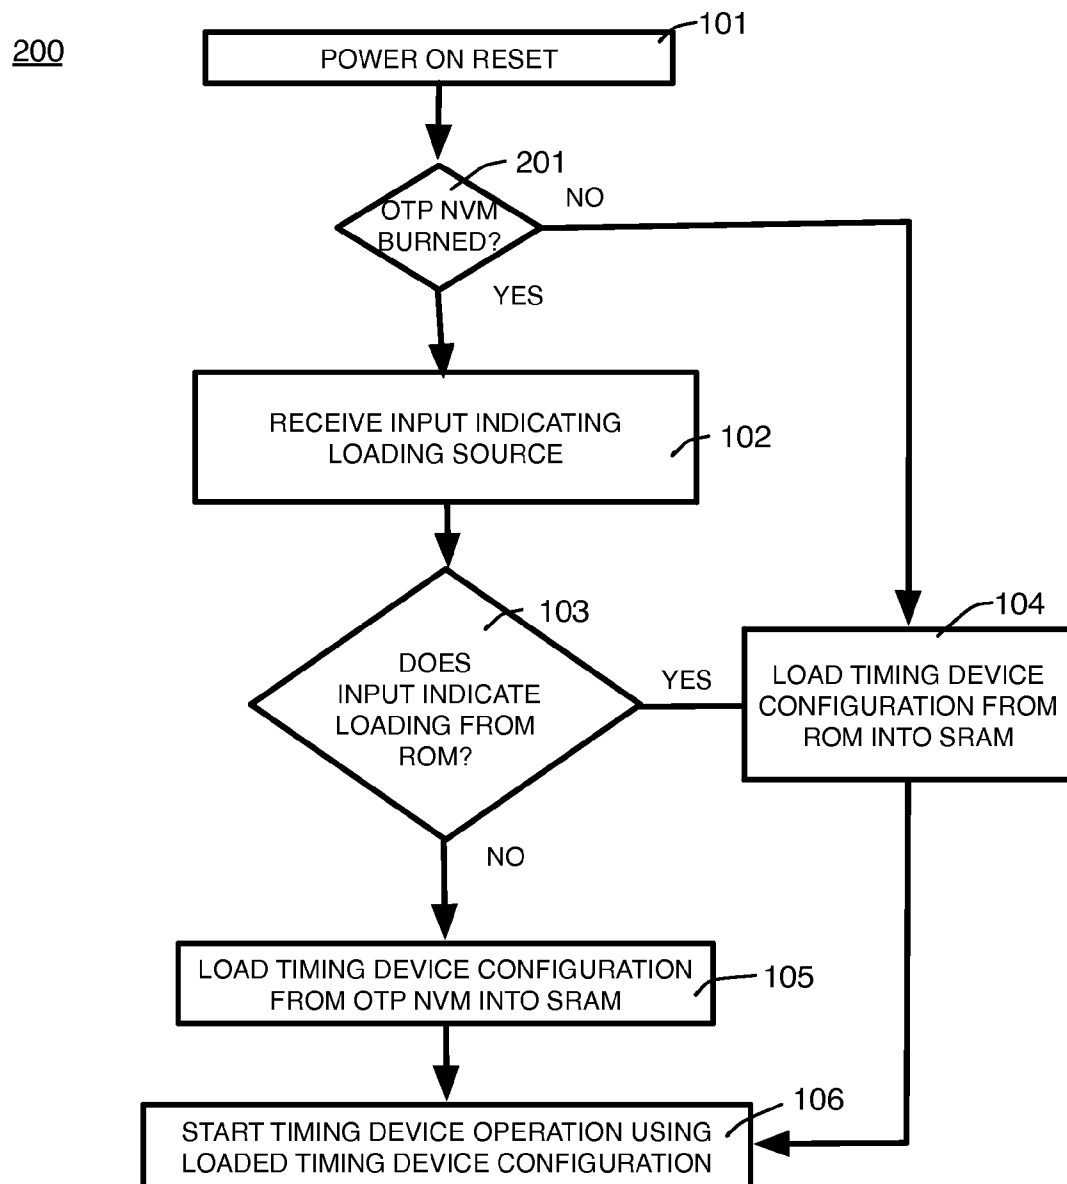 200
101
POWER ON RESET
201
NO
OTP NVM
BURNED?
YES
RECEIVE INPUT INDICATING
LOADING SOURCE
102
103
DOES
INPUT INDICATE
LOADING FROM
ROM?
YES
104
LOAD TIMING DEVICE
CONFIGURATION FROM
ROM INTO SRAM
NO
LOAD TIMING DEVICE CONFIGURATION
FROM OTP NVM INTO SRAM
105
106
START TIMING DEVICE OPERATION USING
LOADED TIMING DEVICE CONFIGURATION